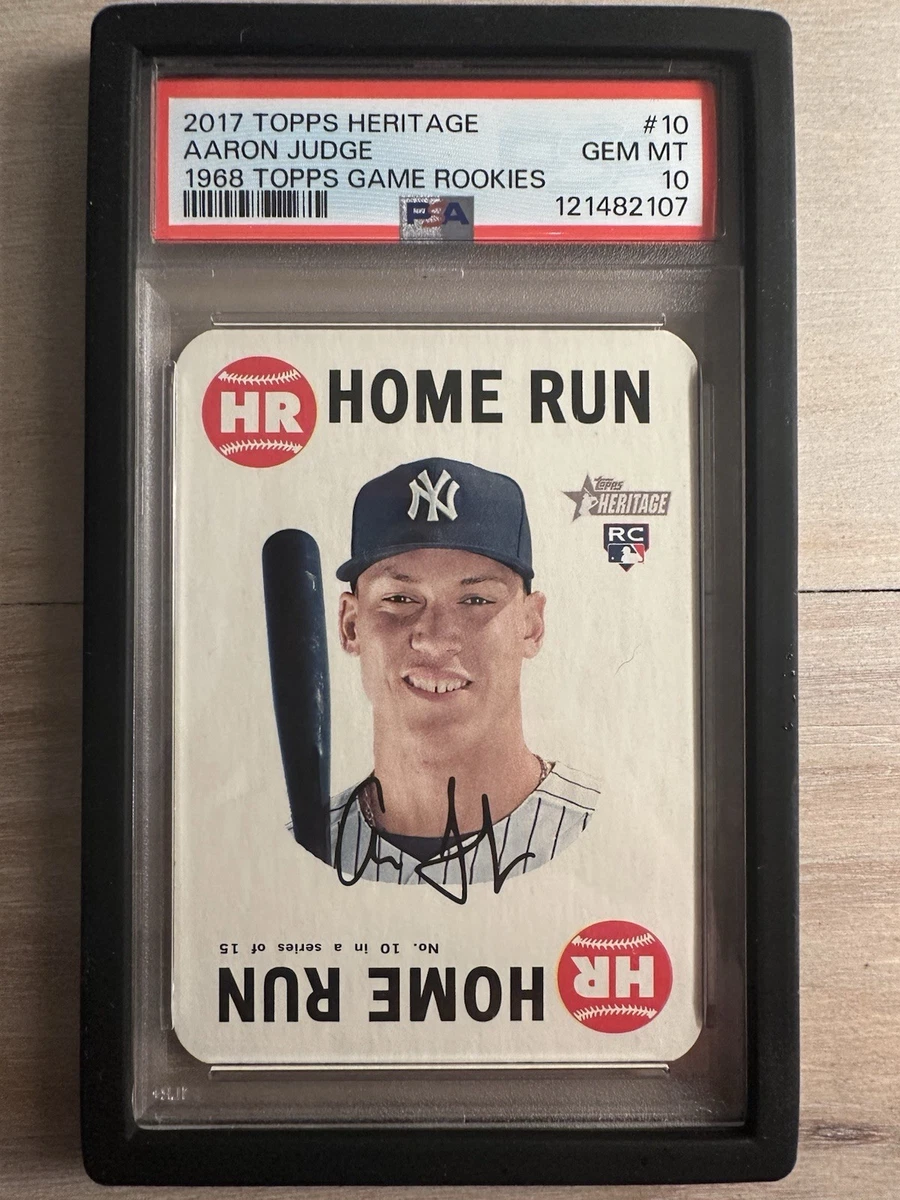 2017 TOPPS HERITAGE #10
AARON JUDGE GEM MT
1968 TOPPS GAME ROOKIES 10
PSA 121482107
HR HOME RUN
NY
Topps
HERITAGE
RC
No. 10 in a series of 15
HOME RUN HR